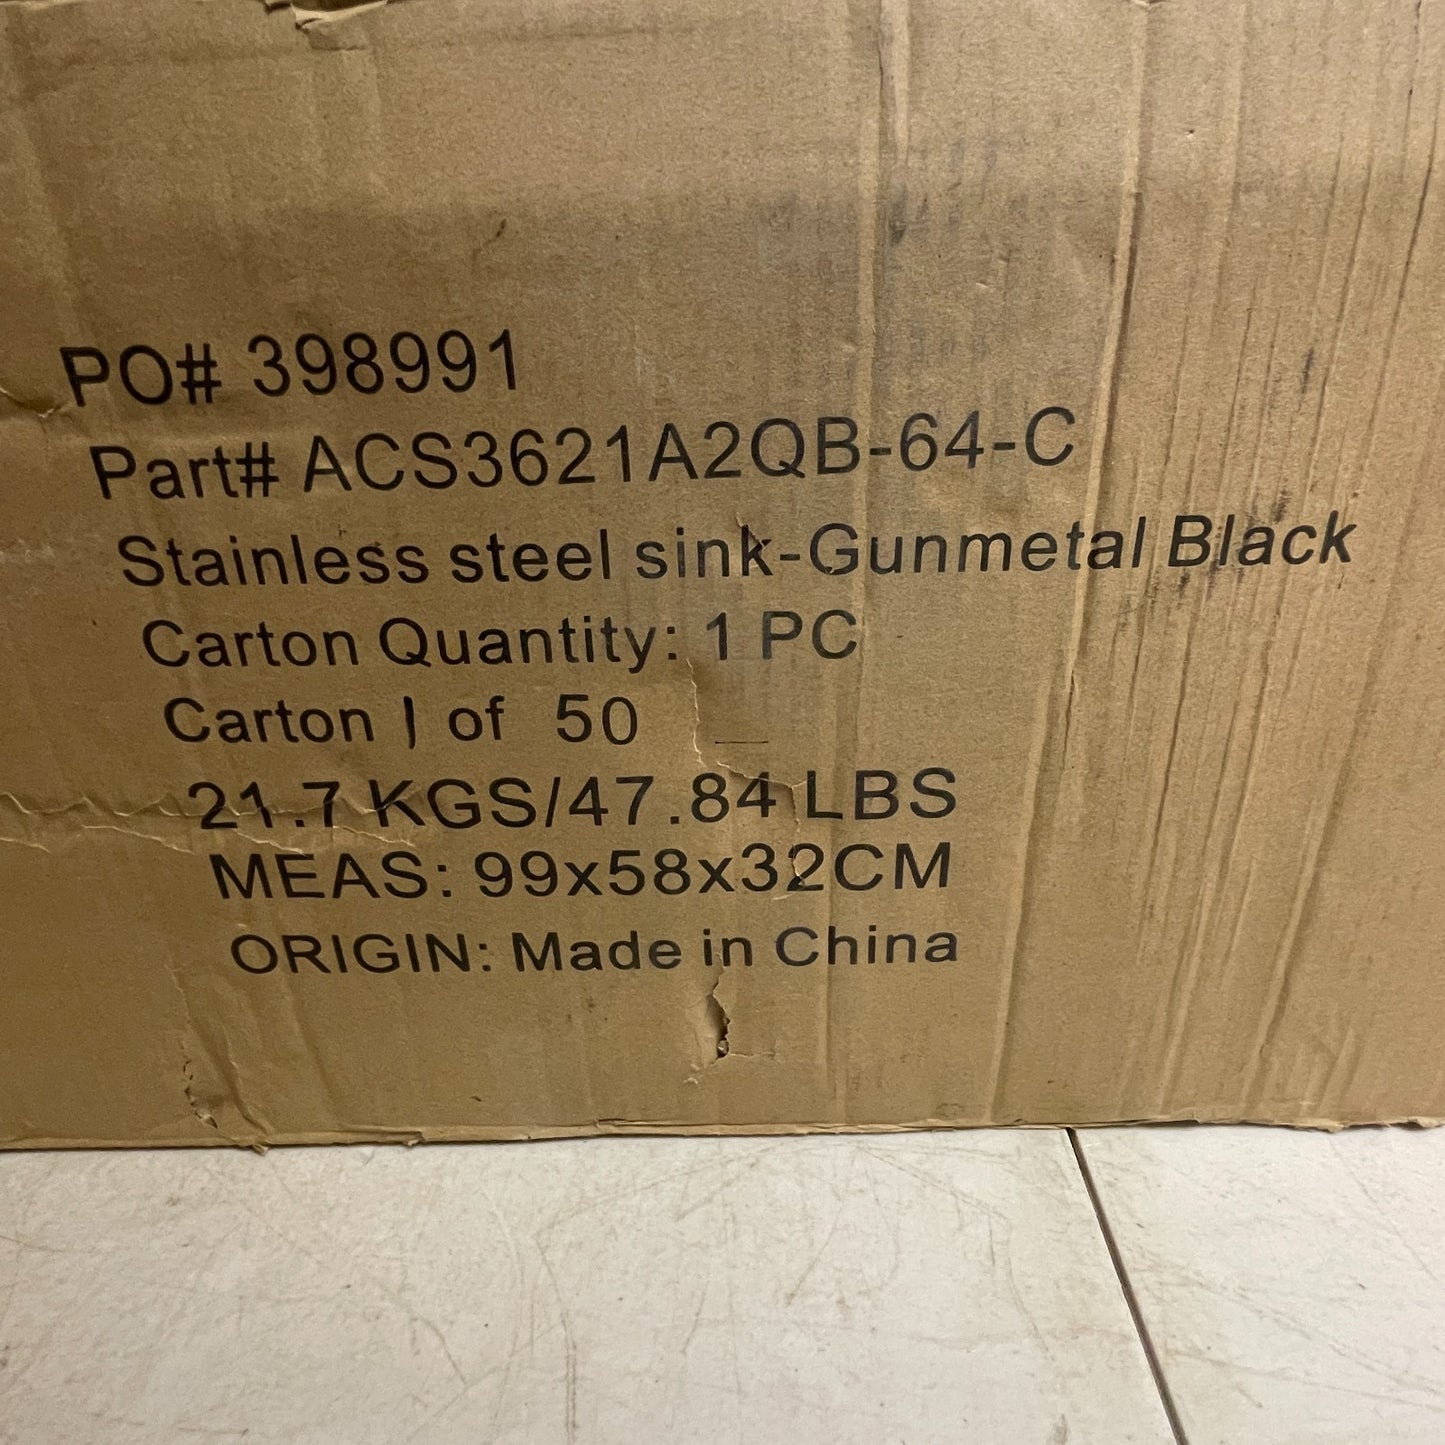 PO# 398991
Part# ACS3621A2QB-64-C
Stainless steel sink-Gunmetal Black
Carton Quantity: 1 PC
Carton 1 of 50
21.7 KGS/47.84 LBS
MEAS: 99x58x32CM
ORIGIN: Made in China